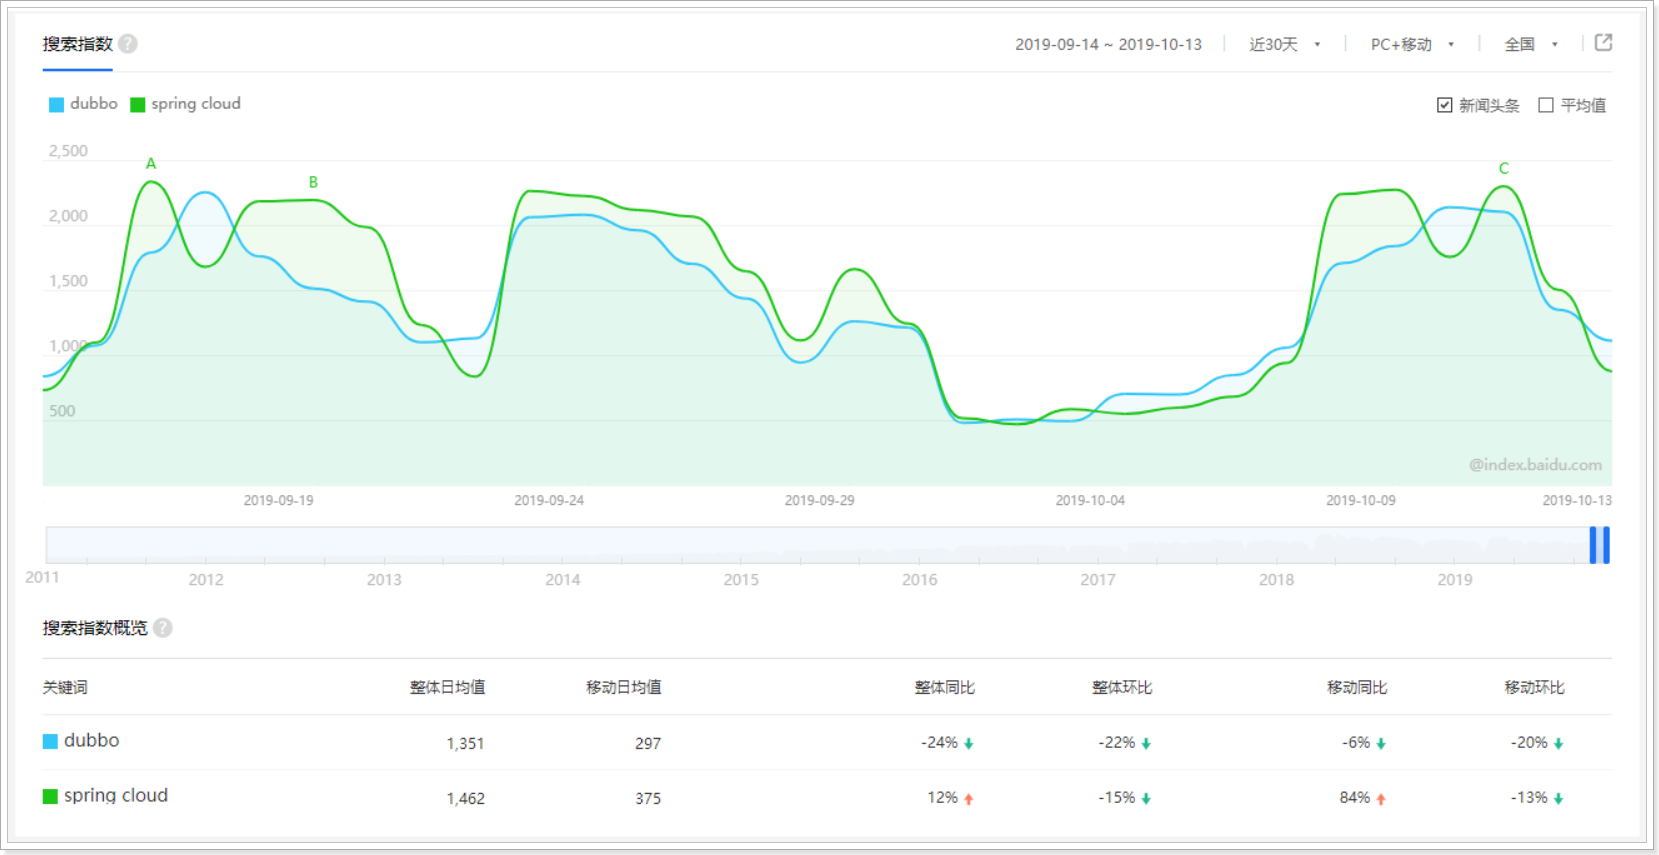 搜索指数 ? 2019-09-14 ~ 2019-10-13 近30天 PC+移动 全国
dubbo spring cloud 新闻头条 平均值
2,500
A
B
C
2,000
1,500
1,000
500
@index.baidu.com
2019-09-19 2019-09-24 2019-09-29 2019-10-04 2019-10-09 2019-10-13
2011 2012 2013 2014 2015 2016 2017 2018 2019
搜索指数概览 ?
关键词 整体日均值 移动日均值 整体同比 整体环比 移动同比 移动环比
dubbo 1,351 297 -24% -22% -6% -20%
spring cloud 1,462 375 12% -15% 84% -13%